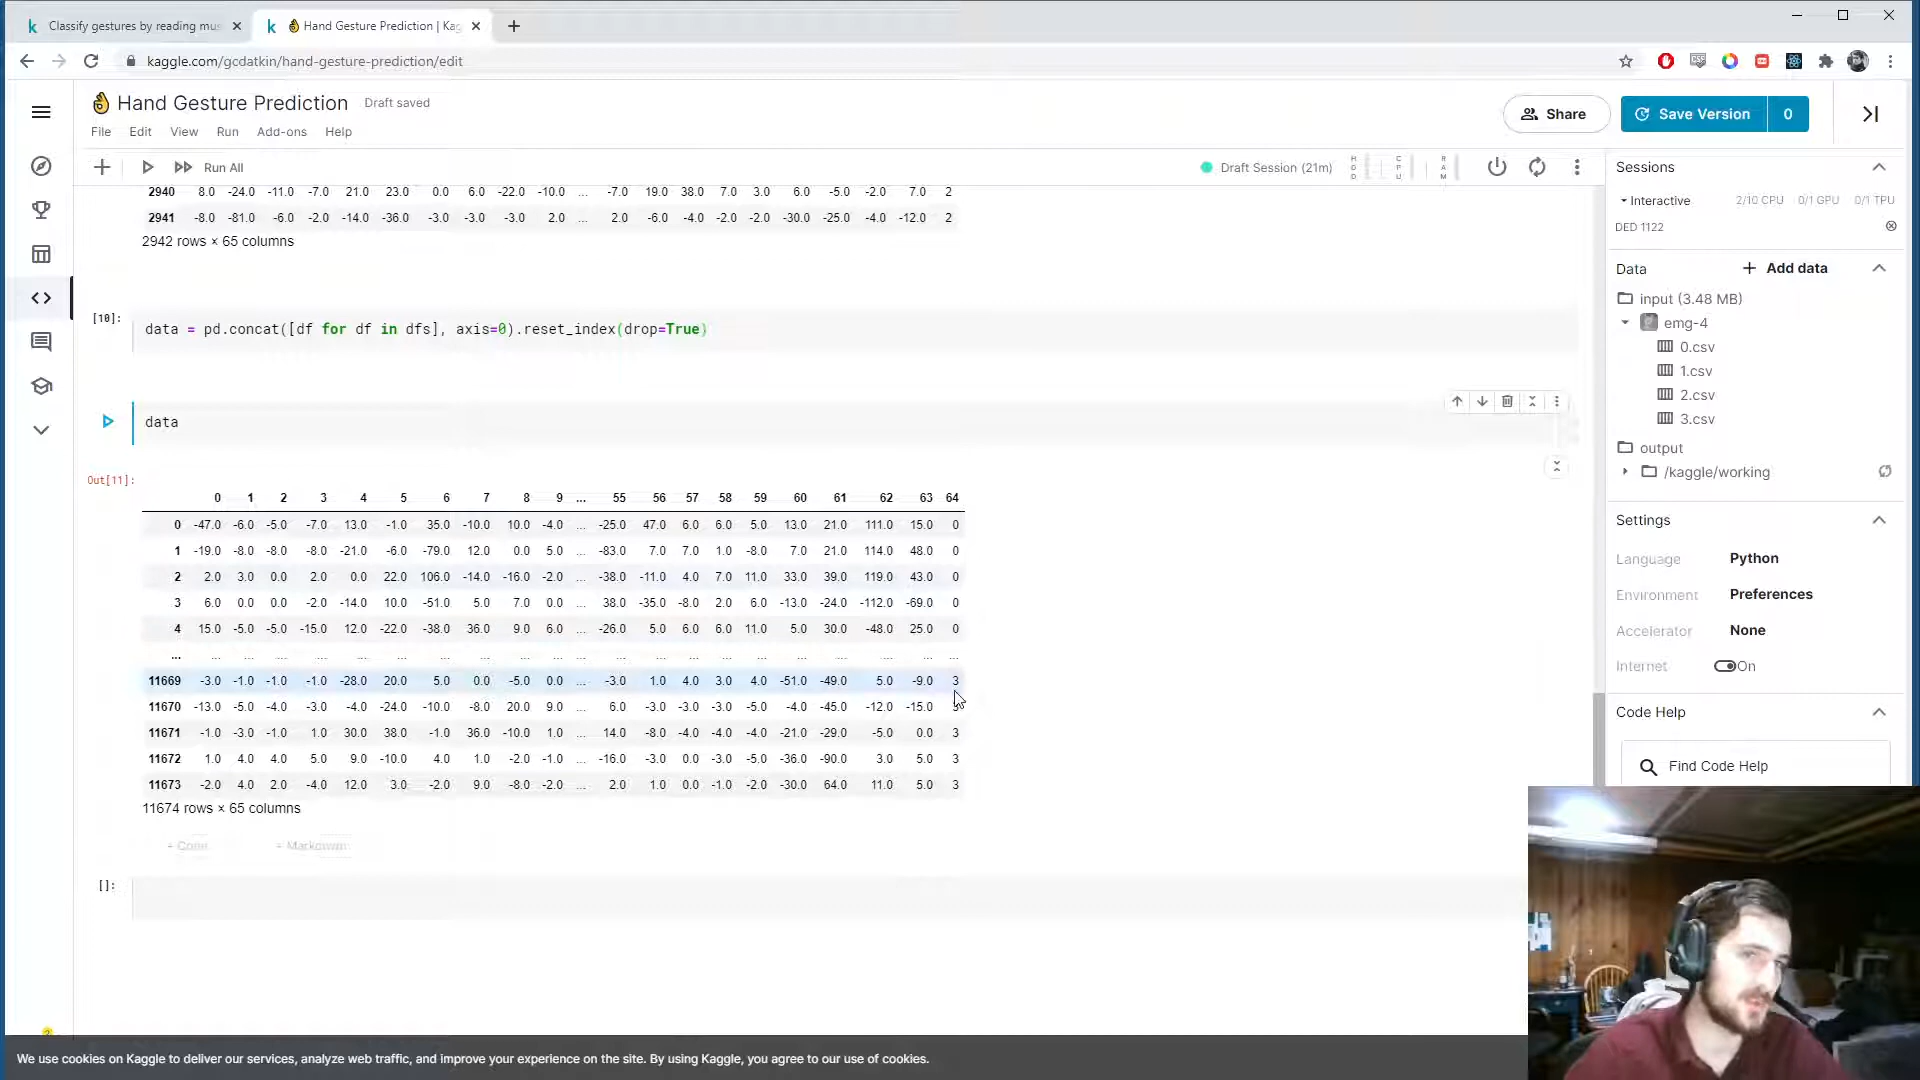 Classify gestures by reading mus
Hand Gesture Prediction | Kag
kaggle.com/gcdatkin/hand-gesture-prediction/edit
Hand Gesture Prediction Draft saved
Share
Save Version 0
File Edit View Run Add-ons Help
Run All
Draft Session (21m)
HDD CPU RAM
2940 8.0 -24.0 -11.0 -7.0 21.0 23.0 0.0 6.0 -22.0 -10.0 ... -7.0 19.0 38.0 7.0 3.0 6.0 -5.0 -2.0 7.0 2
2941 -8.0 -81.0 -6.0 -2.0 -14.0 -36.0 -3.0 -3.0 -3.0 2.0 ... 2.0 -6.0 -4.0 -2.0 -2.0 -30.0 -25.0 -4.0 -12.0 2
2942 rows × 65 columns
[10]:
data = pd.concat([df for df in dfs], axis=0).reset_index(drop=True)
data
Out[11]:
0 1 2 3 4 5 6 7 8 9 ... 55 56 57 58 59 60 61 62 63 64
0 -47.0 -6.0 -5.0 -7.0 13.0 -1.0 35.0 -10.0 10.0 -4.0 ... -25.0 47.0 6.0 6.0 5.0 13.0 21.0 111.0 15.0 0
1 -19.0 -8.0 -8.0 -8.0 -21.0 -6.0 -79.0 12.0 0.0 5.0 ... -83.0 7.0 7.0 1.0 -8.0 7.0 21.0 114.0 48.0 0
2 2.0 3.0 0.0 2.0 0.0 22.0 106.0 -14.0 -16.0 -2.0 ... -38.0 -11.0 4.0 7.0 11.0 33.0 39.0 119.0 43.0 0
3 6.0 0.0 0.0 -2.0 -14.0 10.0 -51.0 5.0 7.0 0.0 ... 38.0 -35.0 -8.0 2.0 6.0 -13.0 -24.0 -112.0 -69.0 0
4 15.0 -5.0 -5.0 -15.0 12.0 -22.0 -38.0 36.0 9.0 6.0 ... -26.0 5.0 6.0 6.0 11.0 5.0 30.0 -48.0 25.0 0
... ... ... ... ... ... ... ... ... ... ... ... ... ... ... ... ... ... ... ... ... ...
11669 -3.0 -1.0 -1.0 -1.0 -28.0 20.0 5.0 0.0 -5.0 0.0 ... -3.0 1.0 4.0 3.0 4.0 -51.0 -49.0 5.0 -9.0 3
11670 -13.0 -5.0 -4.0 -3.0 -4.0 -24.0 -10.0 -8.0 20.0 9.0 ... 6.0 -3.0 -3.0 -3.0 -5.0 -4.0 -45.0 -12.0 -15.0 3
11671 -1.0 -3.0 -1.0 1.0 30.0 38.0 -1.0 36.0 -10.0 1.0 ... 14.0 -8.0 -4.0 -4.0 -4.0 -21.0 -29.0 -5.0 0.0 3
11672 1.0 4.0 4.0 5.0 9.0 -10.0 4.0 1.0 -2.0 -1.0 ... -16.0 -3.0 0.0 -3.0 -5.0 -36.0 -90.0 3.0 5.0 3
11673 -2.0 4.0 2.0 -4.0 12.0 3.0 -2.0 9.0 -8.0 -2.0 ... 2.0 1.0 0.0 -1.0 -2.0 -30.0 64.0 11.0 5.0 3
11674 rows × 65 columns
+ Code + Markdown
[]:
Sessions
Interactive 2/10 CPU 0/1 GPU 0/1 TPU
DED 1122
Data + Add data
input (3.48 MB)
emg-4
0.csv
1.csv
2.csv
3.csv
output
/kaggle/working
Settings
Language Python
Environment Preferences
Accelerator None
Internet On
Code Help
Find Code Help
We use cookies on Kaggle to deliver our services, analyze web traffic, and improve your experience on the site. By using Kaggle, you agree to our use of cookies.